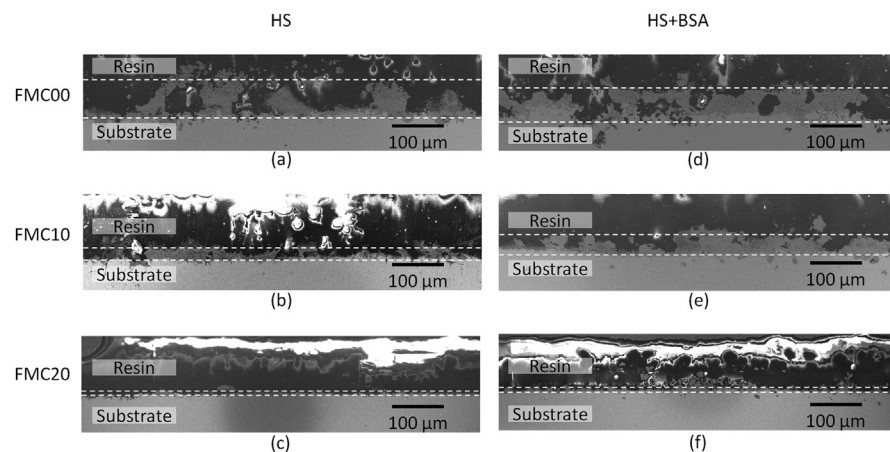 HS
HS+BSA
FMC00
Resin
Substrate
100 µm
(a)
Resin
Substrate
100 µm
(d)
FMC10
Resin
Substrate
100 µm
(b)
Resin
Substrate
100 µm
(e)
FMC20
Resin
Substrate
100 µm
(c)
Resin
Substrate
100 µm
(f)